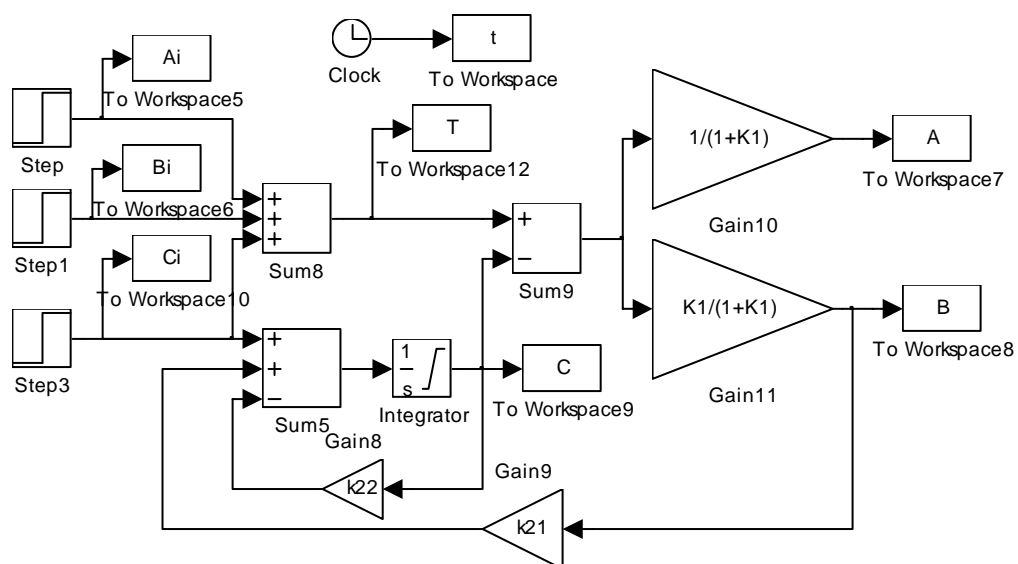 Ai
To Workspace5
Step
Clock
t
To Workspace
Bi
To Workspace6
Step1
T
To Workspace12
+
+
+
Sum8
+
−
Sum9
1/(1+K1)
Gain10
A
To Workspace7
Ci
To Workspace10
Step3
+
+
−
Sum5
1
s
Integrator
C
To Workspace9
K1/(1+K1)
Gain11
B
To Workspace8
Gain8
k22
Gain9
k21